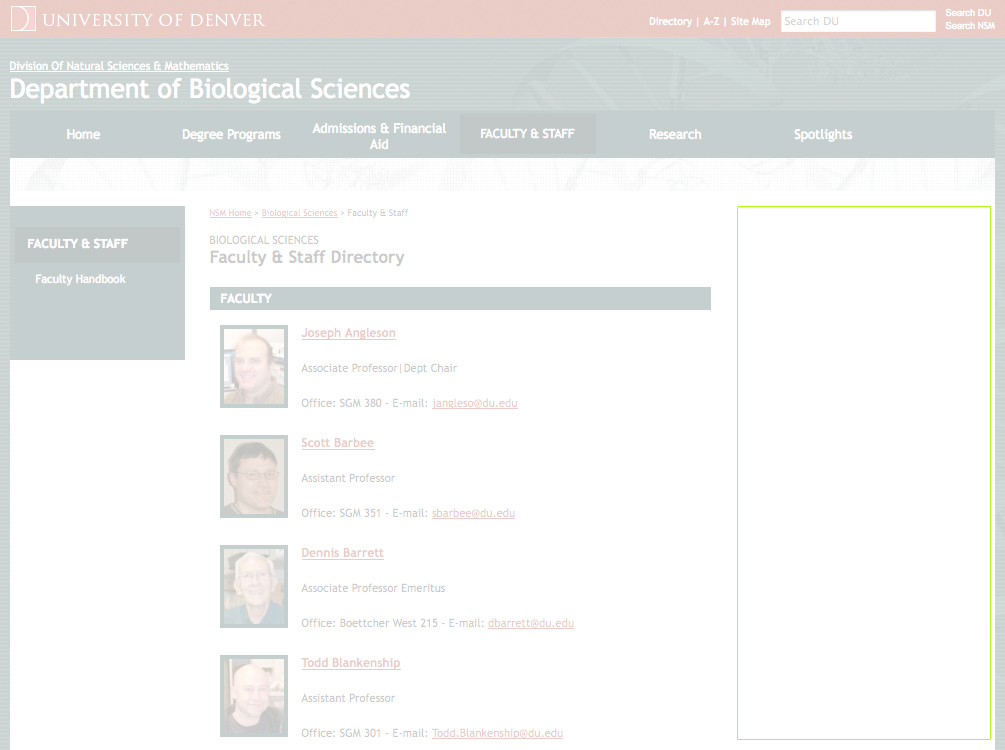 UNIVERSITY OF DENVER
Directory | A-Z | Site Map
Search DU
Search DU
Search NSM
Division Of Natural Sciences & Mathematics
Department of Biological Sciences
Home
Degree Programs
Admissions & Financial
Aid
FACULTY & STAFF
Research
Spotlights
FACULTY & STAFF
Faculty Handbook
NSM Home > Biological Sciences > Faculty & Staff
BIOLOGICAL SCIENCES
Faculty & Staff Directory
FACULTY
Joseph Angleson
Associate Professor|Dept Chair
Office: SGM 380 - E-mail: jangleso@du.edu
Scott Barbee
Assistant Professor
Office: SGM 351 - E-mail: sbarbee@du.edu
Dennis Barrett
Associate Professor Emeritus
Office: Boettcher West 215 - E-mail: dbarrett@du.edu
Todd Blankenship
Assistant Professor
Office: SGM 301 - E-mail: Todd.Blankenship@du.edu